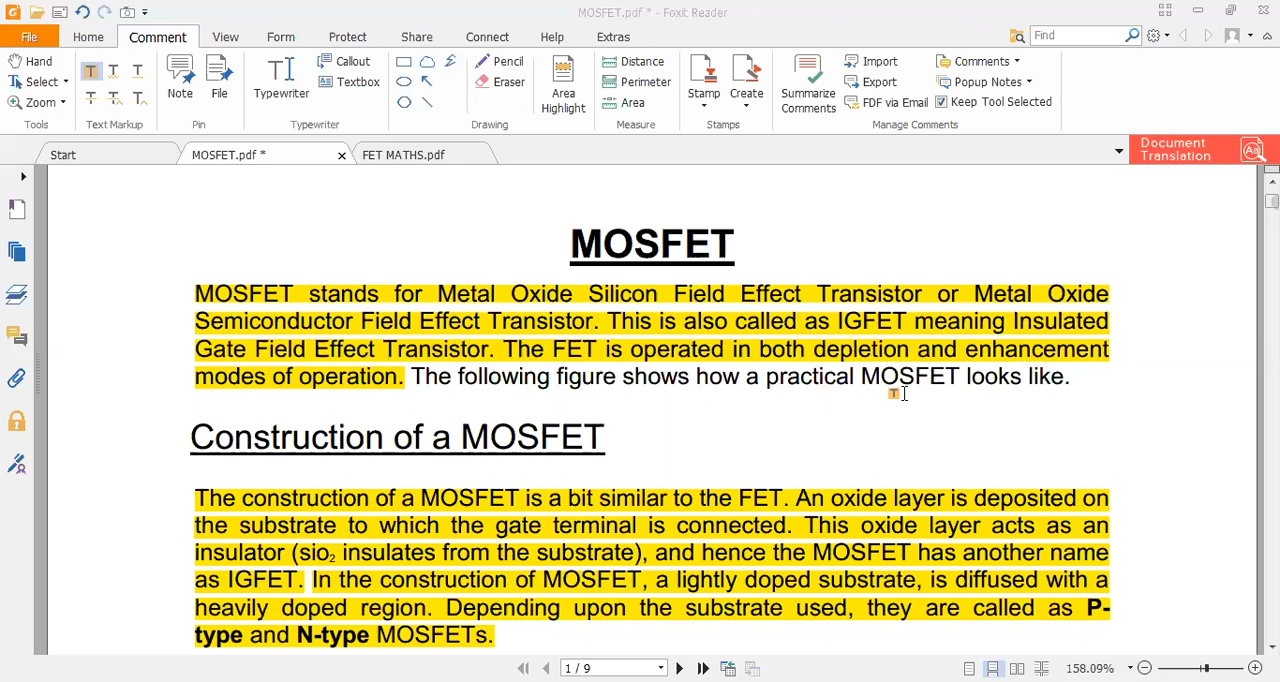 MOSFET.pdf * - Foxit Reader
File Home Comment View Form Protect Share Connect Help Extras Find
Hand
Select
Zoom
Tools
Text Markup
Note
File
Pin
Typewriter
Callout
Textbox
Typewriter
Pencil
Eraser
Drawing
Area
Highlight
Distance
Perimeter
Area
Measure
Stamp
Create
Stamps
Summarize
Comments
Import
Export
FDF via Email
Comments
Popup Notes
Keep Tool Selected
Manage Comments
Start MOSFET.pdf * FET MATHS.pdf
Document
Translation
MOSFET
MOSFET stands for Metal Oxide Silicon Field Effect Transistor or Metal Oxide
Semiconductor Field Effect Transistor. This is also called as IGFET meaning Insulated
Gate Field Effect Transistor. The FET is operated in both depletion and enhancement
modes of operation. The following figure shows how a practical MOSFET looks like.
Construction of a MOSFET
The construction of a MOSFET is a bit similar to the FET. An oxide layer is deposited on
the substrate to which the gate terminal is connected. This oxide layer acts as an
insulator (sio₂ insulates from the substrate), and hence the MOSFET has another name
as IGFET. In the construction of MOSFET, a lightly doped substrate, is diffused with a
heavily doped region. Depending upon the substrate used, they are called as P-
type and N-type MOSFETs.
1 / 9
158.09%